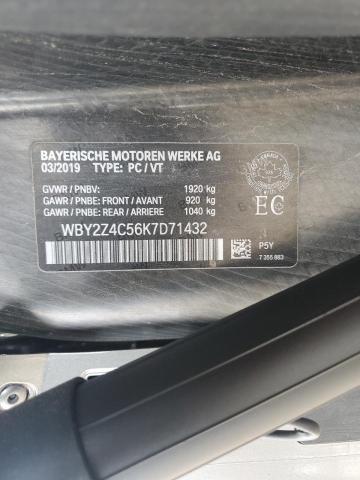 BAYERISCHE MOTOREN WERKE AG
03/2019 TYPE: PC / VT
GVWR / PNBV: 1920 kg
GAWR / PNBE: FRONT / AVANT 920 kg
GAWR / PNBE: REAR / ARRIERE 1040 kg
EC
WBY2Z4C56K7D71432
P5Y
7 355 883